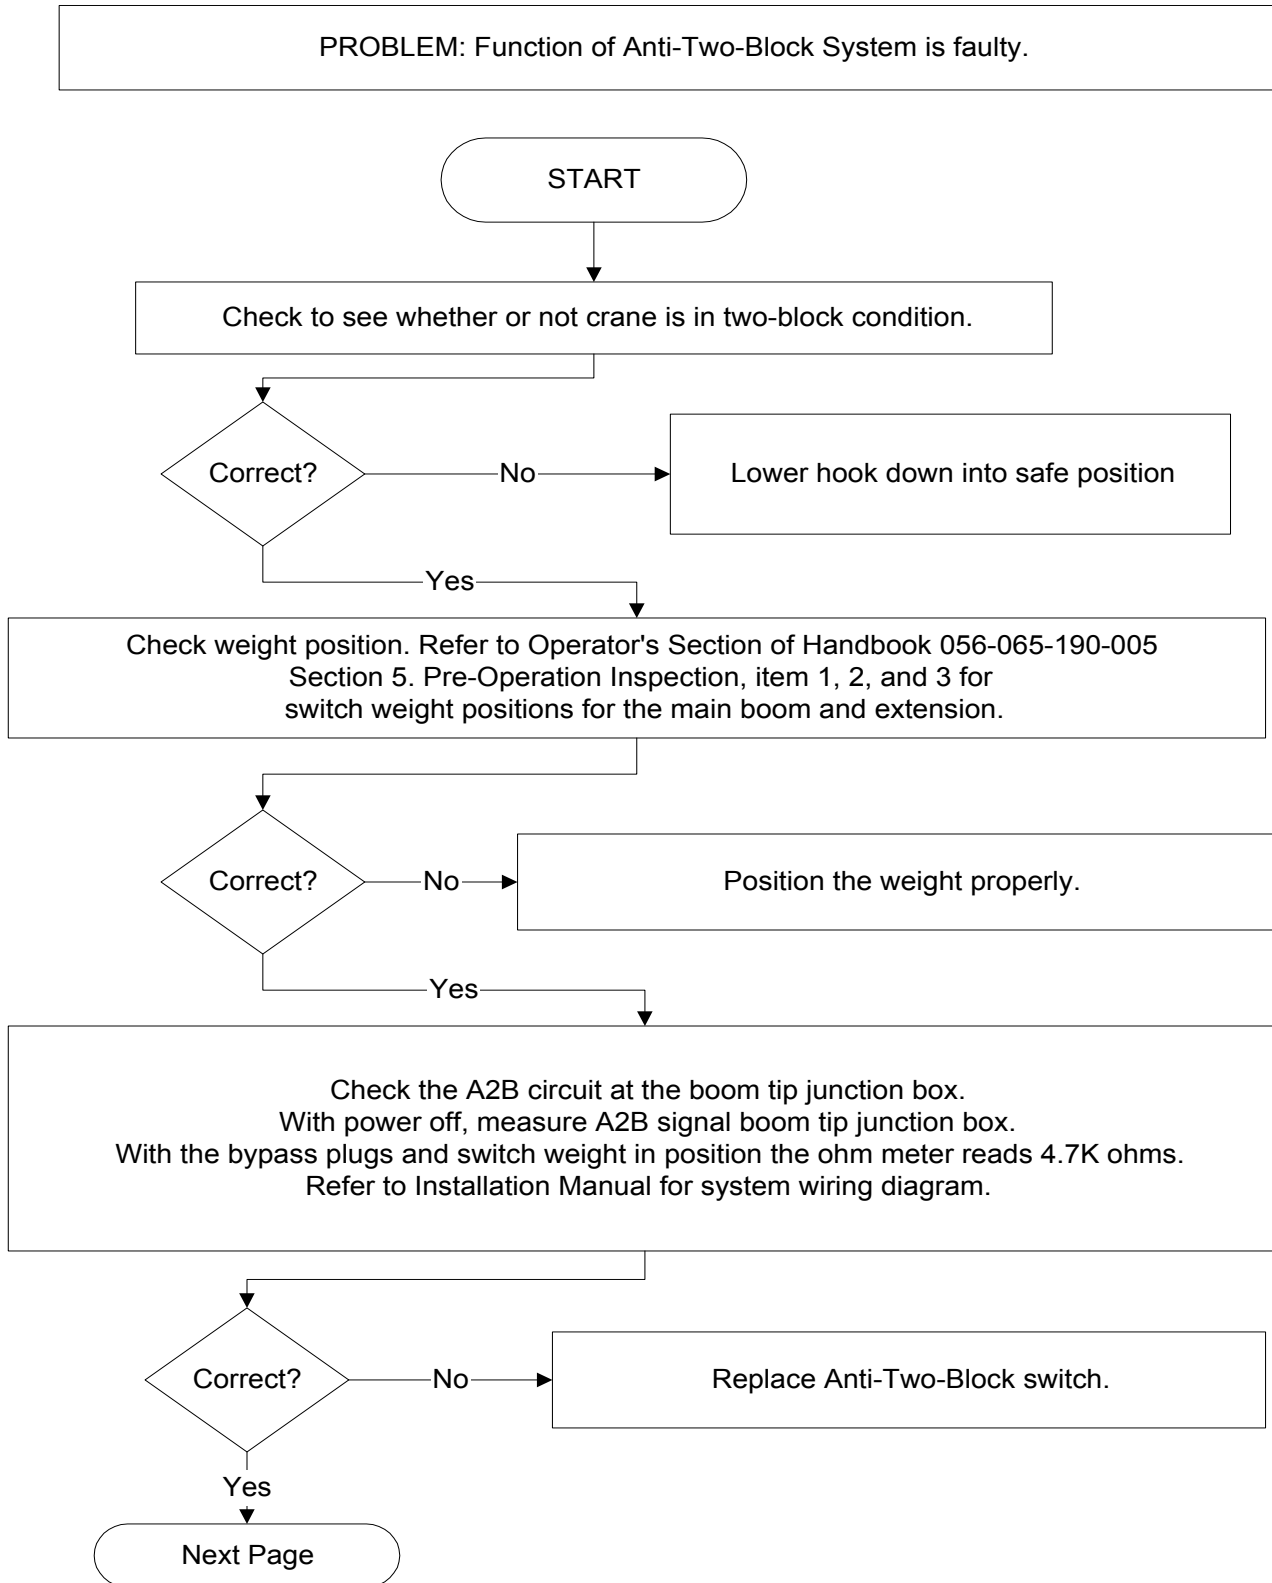 PROBLEM: Function of Anti-Two-Block System is faulty.
START
Check to see whether or not crane is in two-block condition.
Correct?
No
Lower hook down into safe position
Yes
Check weight position. Refer to Operator's Section of Handbook 056-065-190-005
Section 5. Pre-Operation Inspection, item 1, 2, and 3 for
switch weight positions for the main boom and extension.
Correct?
No
Position the weight properly.
Yes
Check the A2B circuit at the boom tip junction box.
With power off, measure A2B signal boom tip junction box.
With the bypass plugs and switch weight in position the ohm meter reads 4.7K ohms.
Refer to Installation Manual for system wiring diagram.
Correct?
No
Replace Anti-Two-Block switch.
Yes
Next Page